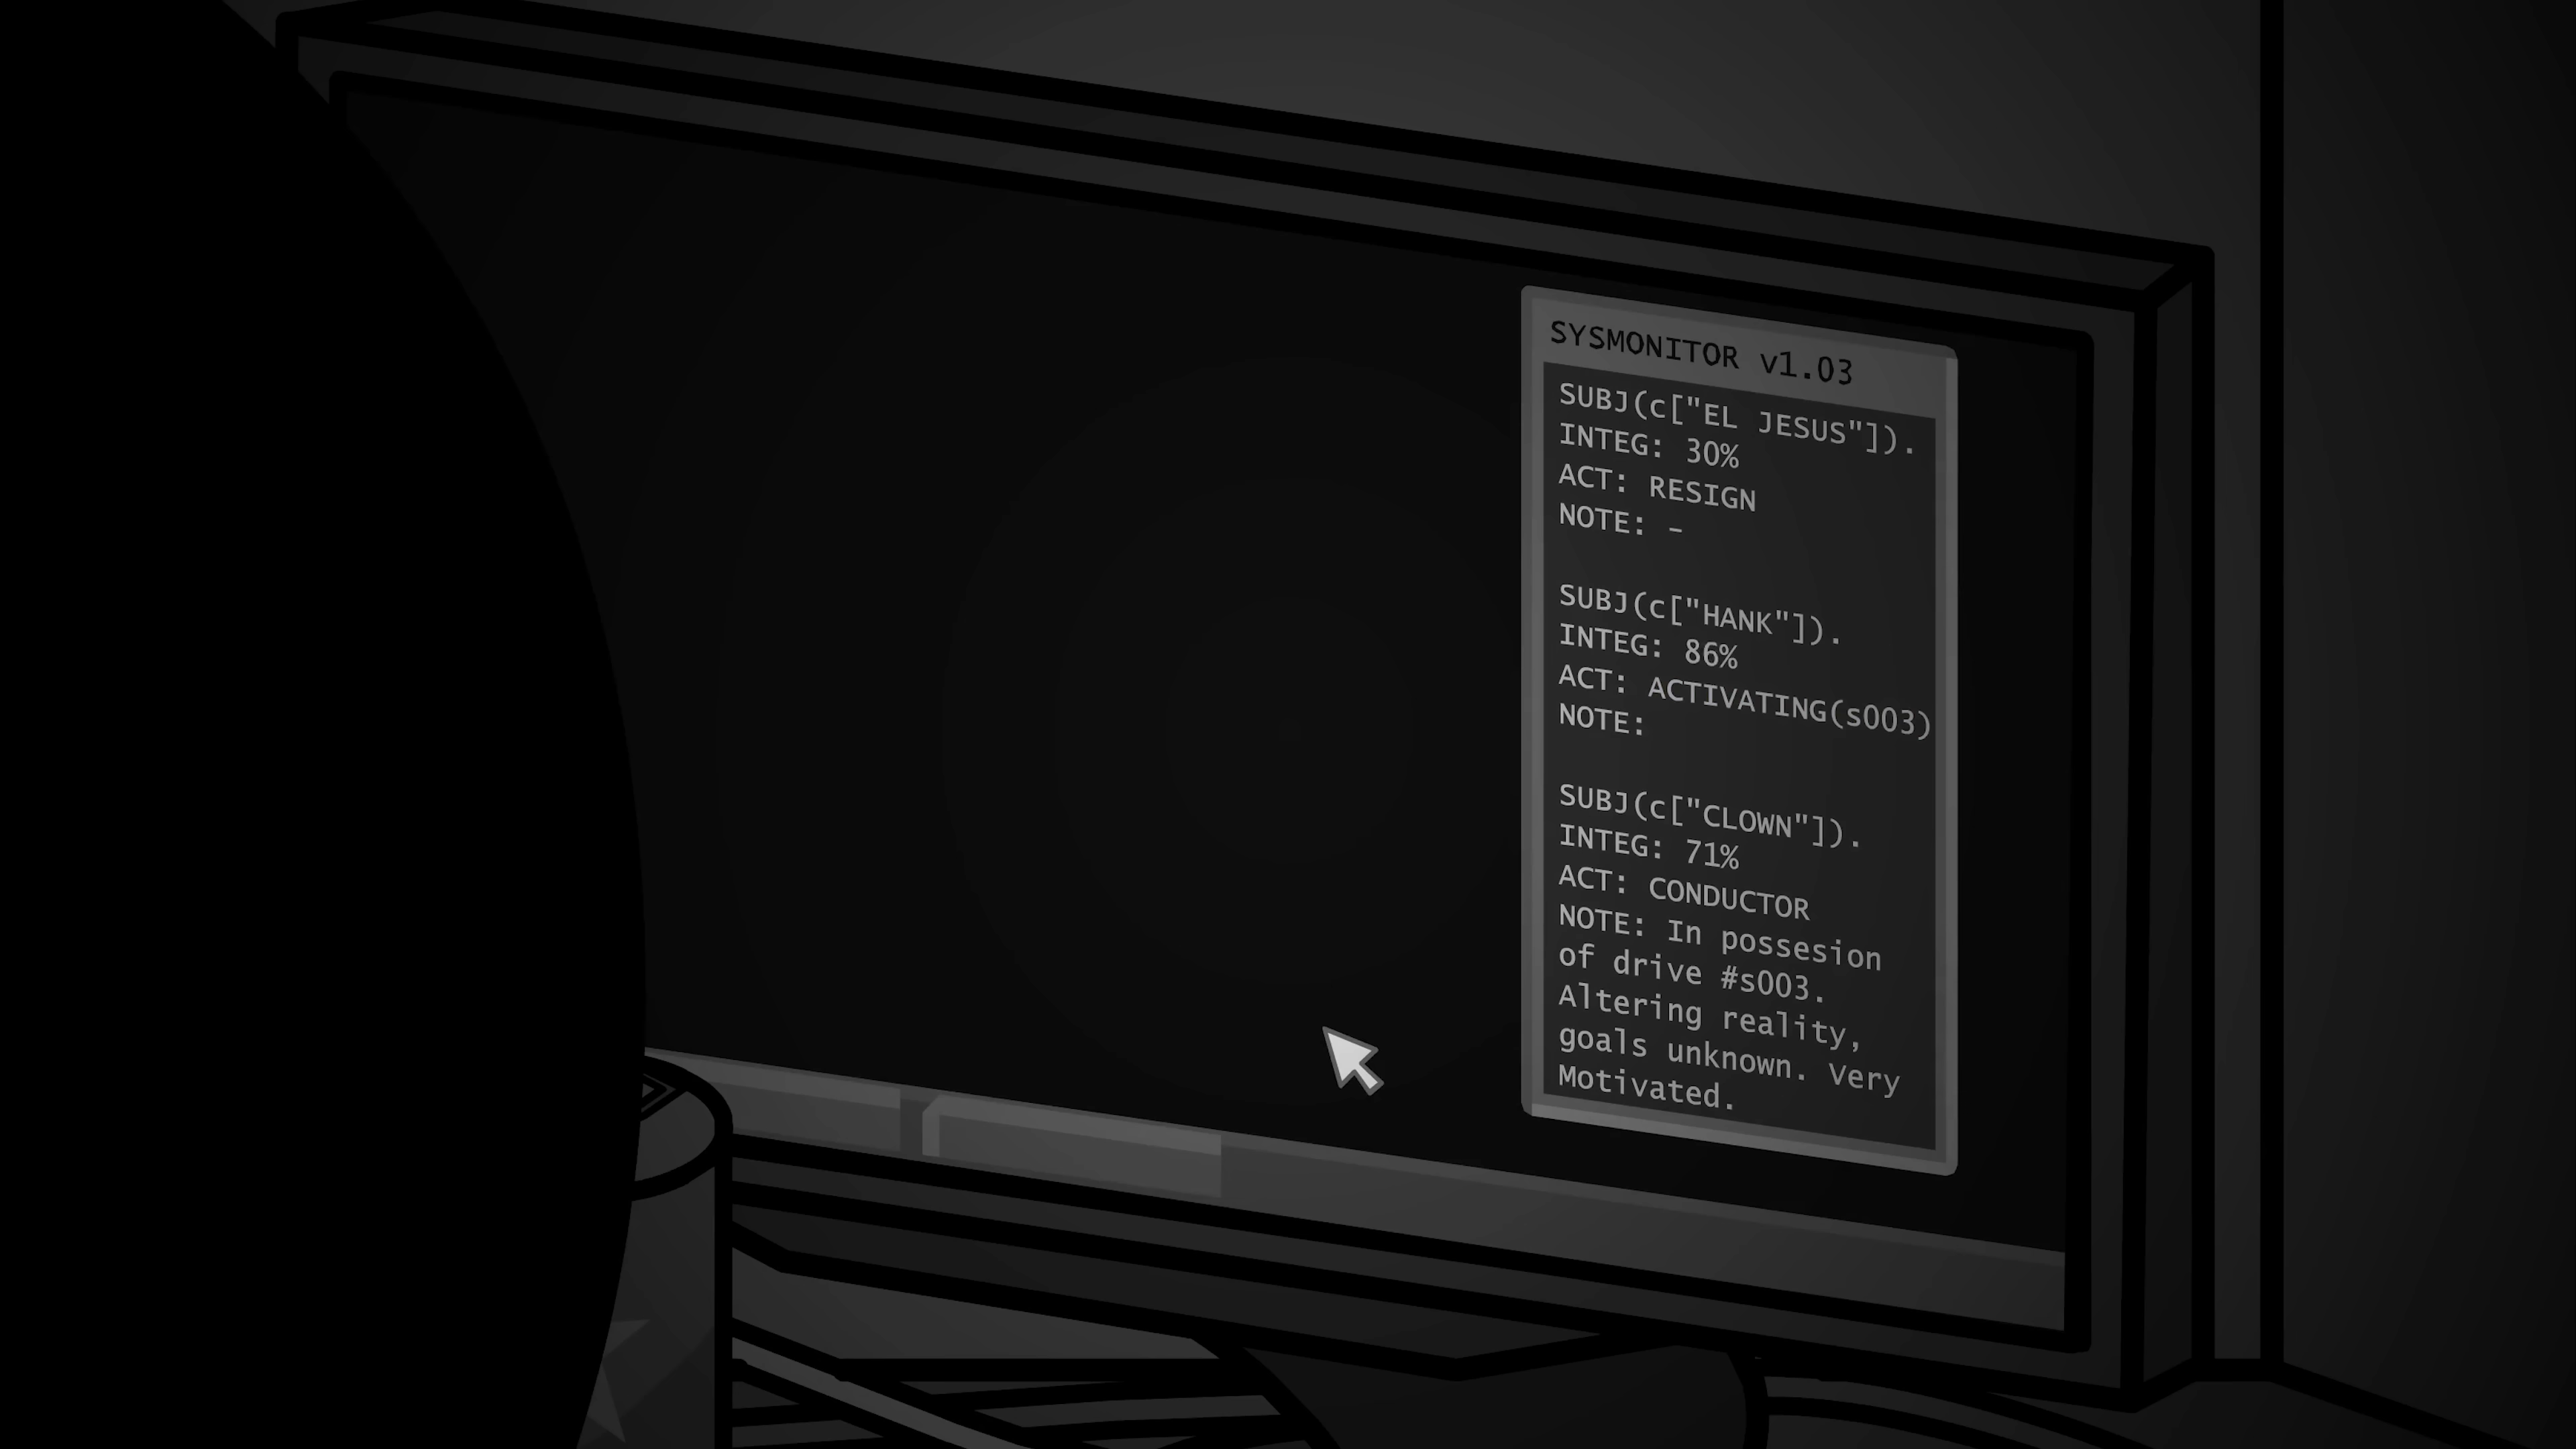 SYSMONITOR v1.03
SUBJ(c["EL JESUS"]).
INTEG: 30%
ACT: RESIGN
NOTE: -
SUBJ(c["HANK"]).
INTEG: 86%
ACT: ACTIVATING(s003)
NOTE:
SUBJ(c["CLOWN"]).
INTEG: 71%
ACT: CONDUCTOR
NOTE: In possesion
of drive #s003.
Altering reality,
goals unknown. Very
Motivated.